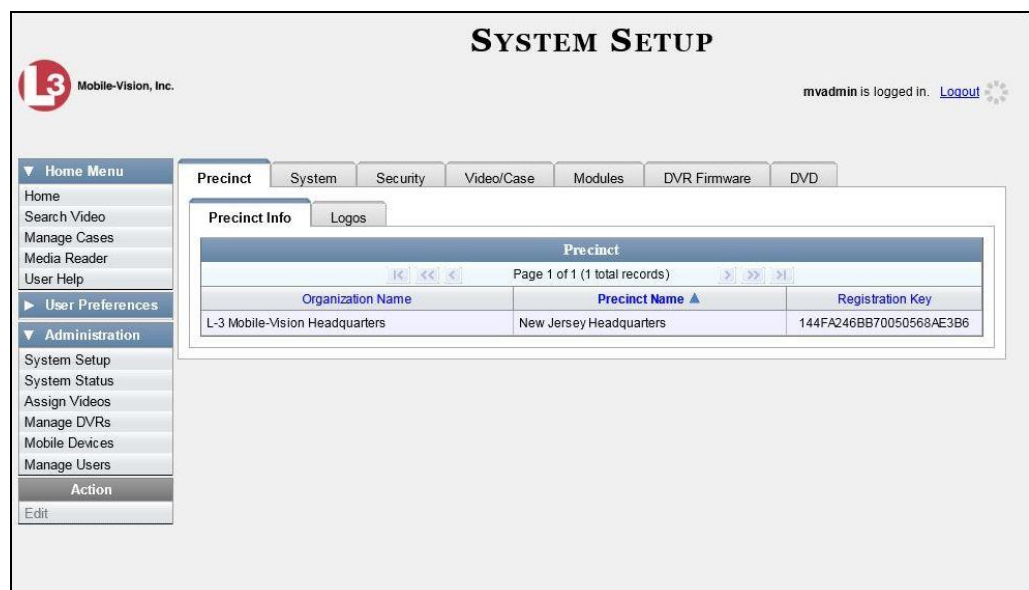 SYSTEM SETUP
L3 Mobile-Vision, Inc.
mvadmin is logged in. Logout
▼ Home Menu
Home
Search Video
Manage Cases
Media Reader
User Help
▶ User Preferences
▼ Administration
System Setup
System Status
Assign Videos
Manage DVRs
Mobile Devices
Manage Users
Action
Edit
Precinct System Security Video/Case Modules DVR Firmware DVD
Precinct Info Logos
Precinct
|< << < Page 1 of 1 (1 total records) > >> >|
Organization Name Precinct Name ▲ Registration Key
L-3 Mobile-Vision Headquarters New Jersey Headquarters 144FA246BB70050568AE3B6